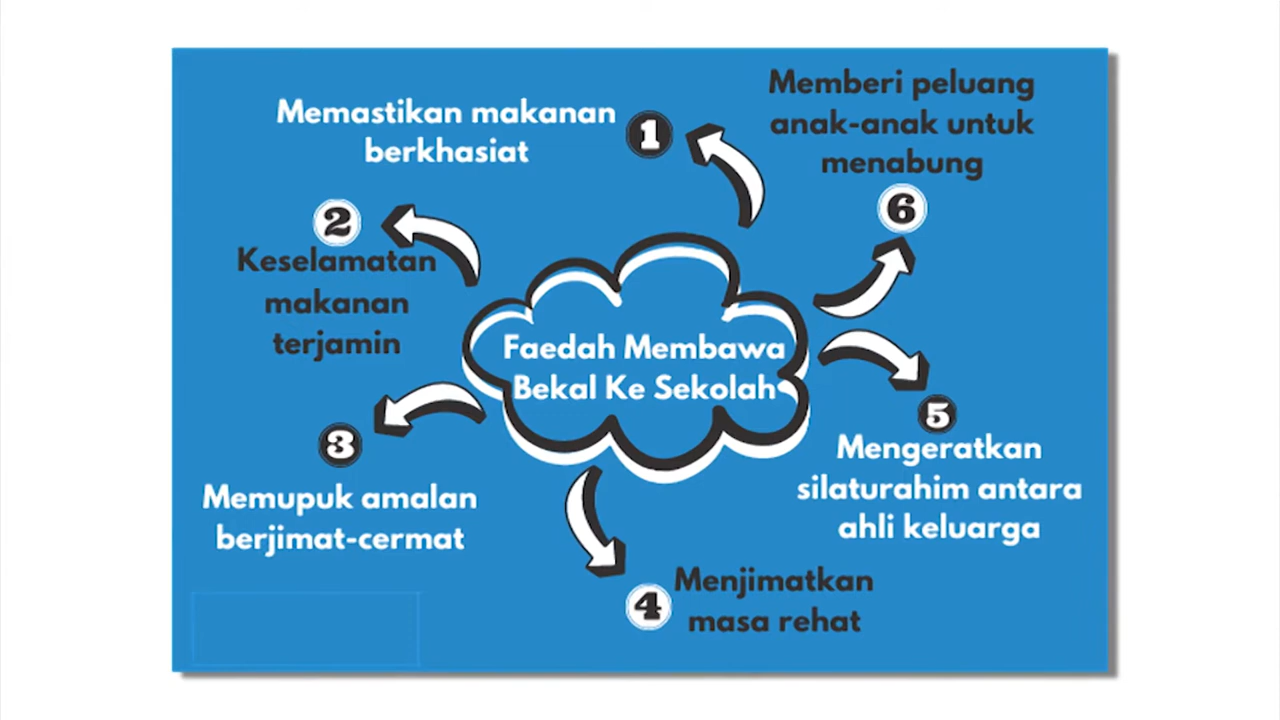 Faedah Membawa
Bekal Ke Sekolah
1
Memastikan makanan
berkhasiat
2
Keselamatan
makanan
terjamin
3
Memupuk amalan
berjimat-cermat
4
Menjimatkan
masa rehat
5
Mengeratkan
silaturahim antara
ahli keluarga
6
Memberi peluang
anak-anak untuk
menabung